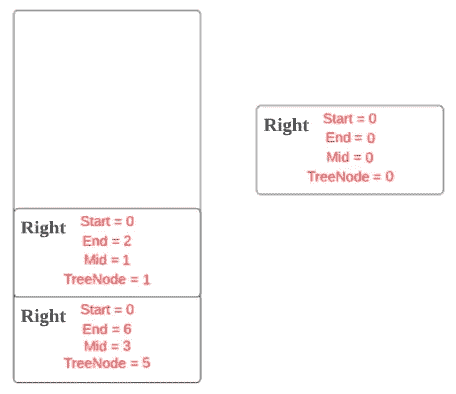 Right Start = 0
End = 0
Mid = 0
TreeNode = 0
Right Start = 0
End = 2
Mid = 1
TreeNode = 1
Right Start = 0
End = 6
Mid = 3
TreeNode = 5